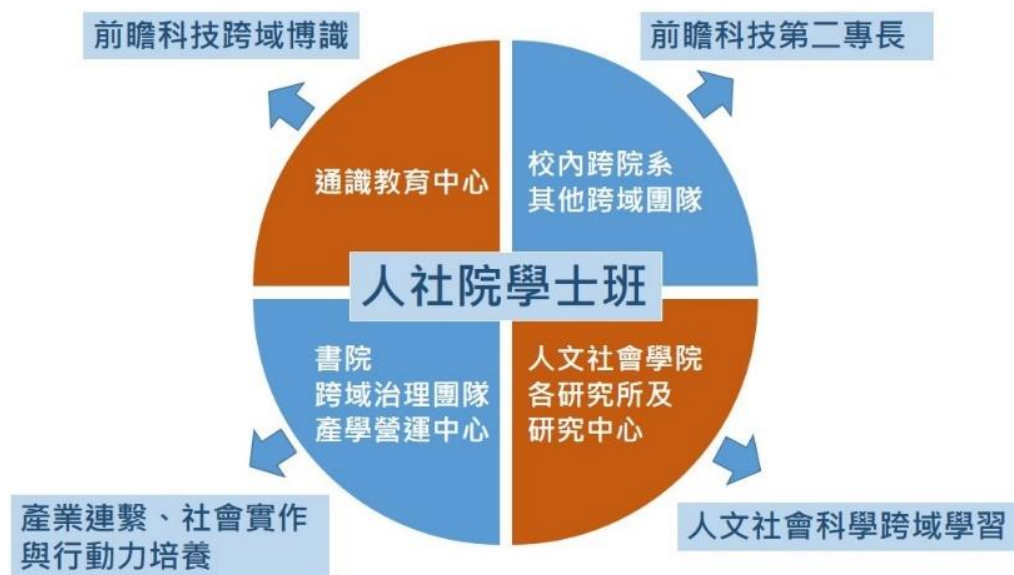 前瞻科技跨域博識
前瞻科技第二專長
通識教育中心
校內跨院系
其他跨域團隊
人社院學士班
書院
跨域治理團隊
產學營運中心
人文社會學院
各研究所及
研究中心
產業連繫、社會實作
與行動力培養
人文社會科學跨域學習